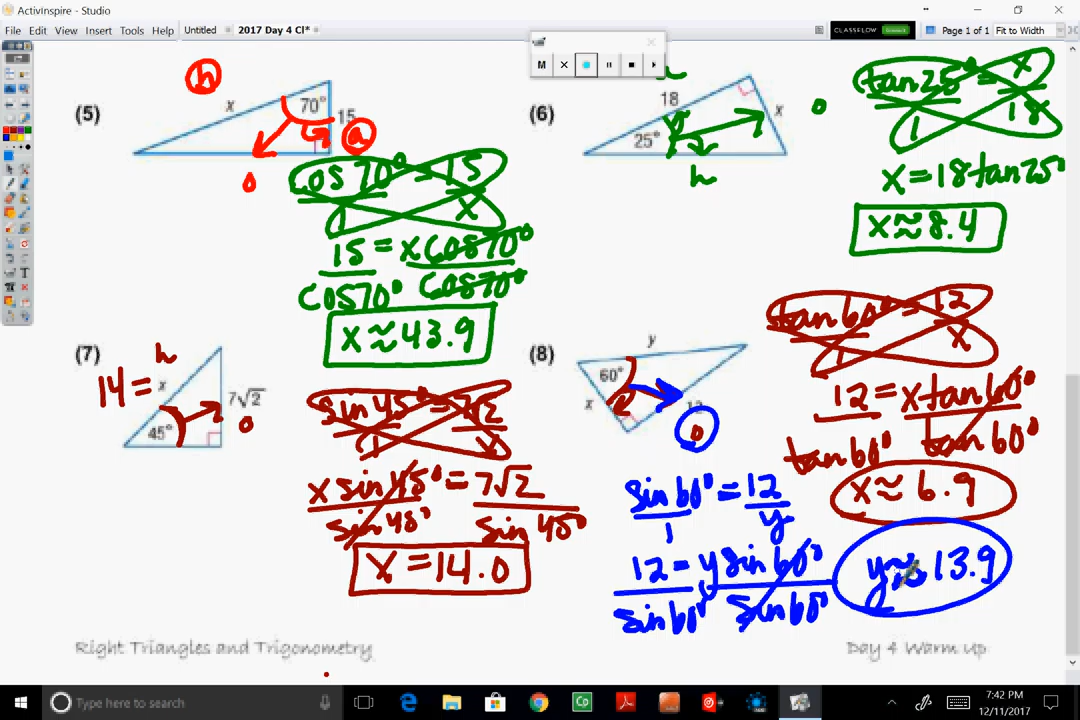 ActivInspire - Studio
File Edit View Insert Tools Help Untitled 2017 Day 4 Cl* CLASSFLOW Connect Page 1 of 1 Fit to Width
M
(5)
h
x
70°
15
a
o
cos 70° = 15
1 x
15 = x cos 70°
cos 70° cos 70°
x ≈ 43.9
(6)
18
25°
x
o
h
tan 25° = x
1 18
x = 18 tan 25°
x ≈ 8.4
(7)
h
14 = x
7√2
o
45°
sin 45° = 7√2
1 x
x sin 45° = 7√2
sin 45° sin 45°
x = 14.0
(8)
y
60°
x
12
o
tan 60° = 12
1 x
12 = x tan 60°
tan 60° tan 60°
x ≈ 6.9
sin 60° = 12
1 y
12 = y sin 60°
sin 60° sin 60°
y ≈ 13.9
Right Triangles and Trigonometry
Day 4 Warm up
Type here to search
7:42 PM
12/11/2017